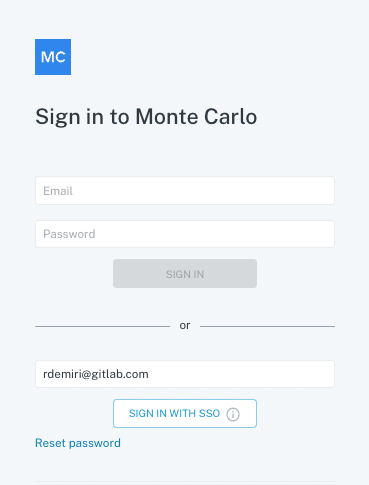 MC
Sign in to Monte Carlo
Email
Password
SIGN IN
or
rdemiri@gitlab.com
SIGN IN WITH SSO
Reset password